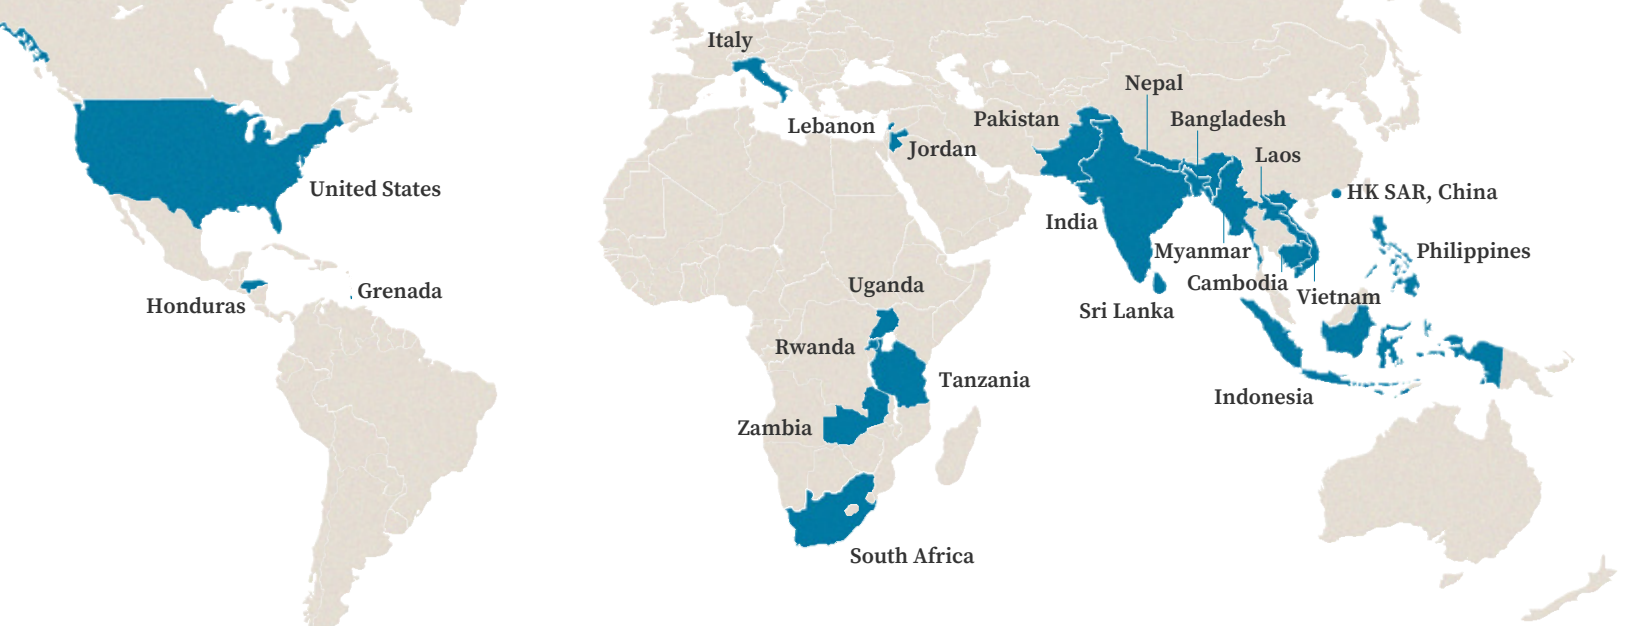 Italy
Nepal
Lebanon
Pakistan
Bangladesh
Jordan
Laos
United States
HK SAR, China
India
Myanmar
Philippines
Uganda
Cambodia
Grenada
Vietnam
Honduras
Sri Lanka
Rwanda
Tanzania
Indonesia
Zambia
South Africa